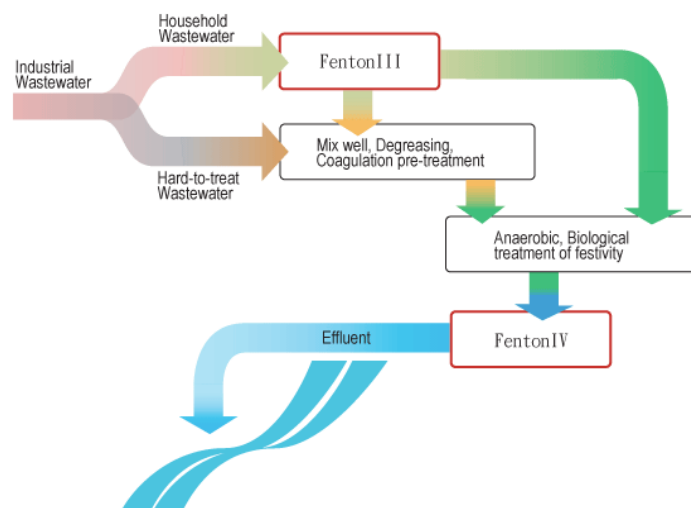 Household
Wastewater
Industrial
Wastewater
FentonIII
Mix well, Degreasing,
Coagulation pre-treatment
Hard-to-treat
Wastewater
Anaerobic, Biological
treatment of festivity
Effluent
FentonIV